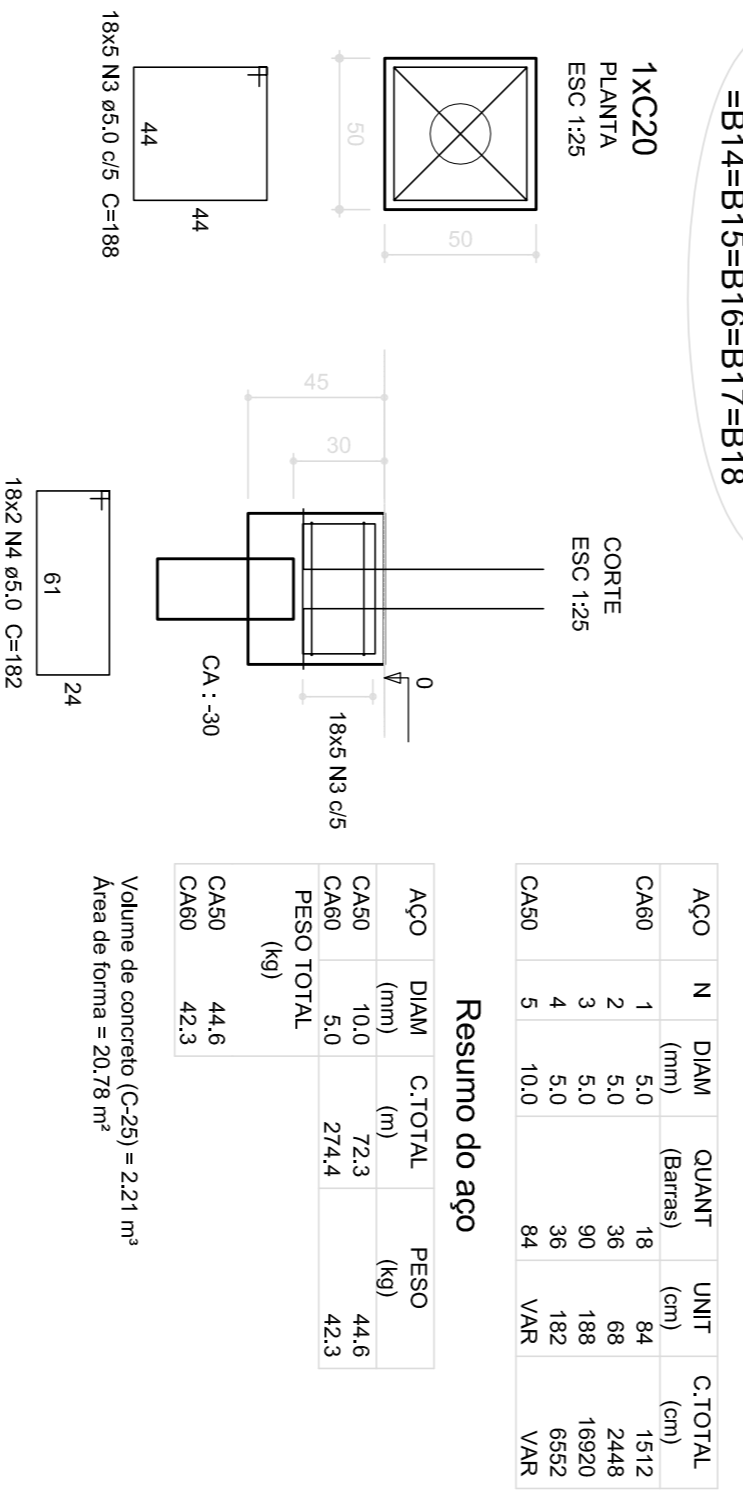 =B14=B15=B16=B17=B18
1xC20
PLANTA
ESC 1:25
50
50
44
44
18x5 N3 ø5.0 c/5 C=188
CORTE
ESC 1:25
0
45
30
18x5 N3 c/5
CA : -30
61
24
18x2 N4 ø5.0 C=182
AÇO N DIAM QUANT UNIT C.TOTAL
(mm) (Barras) (cm) (cm)
CA60 1 5.0 18 84 1512
2 5.0 36 68 2448
3 5.0 90 188 16920
4 5.0 36 182 6552
CA50 5 10.0 84 VAR VAR
Resumo do aço
AÇO DIAM C.TOTAL PESO
(mm) (m) (kg)
CA50 10.0 72.3 44.6
CA60 5.0 274.4 42.3
PESO TOTAL
(kg)
CA50 44.6
CA60 42.3
Volume de concreto (C-25) = 2.21 m³
Área de forma = 20.78 m²